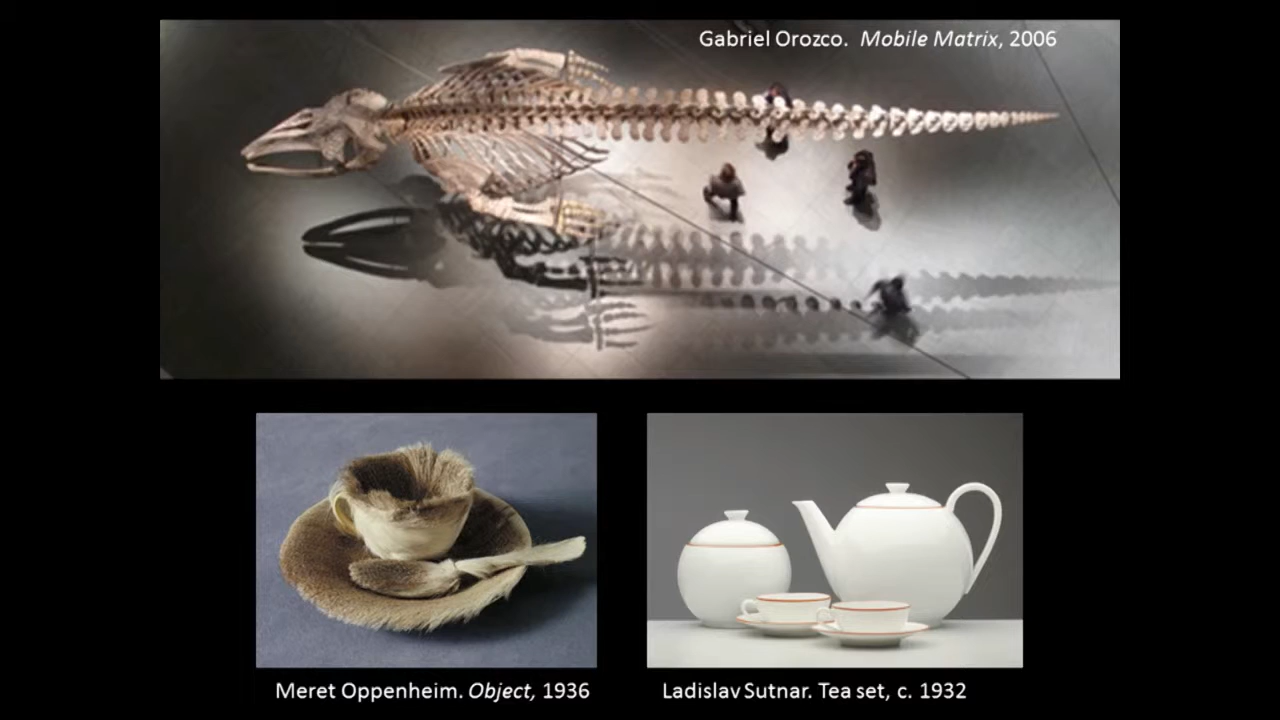 Gabriel Orozco. Mobile Matrix, 2006
Meret Oppenheim. Object, 1936
Ladislav Sutnar. Tea set, c. 1932